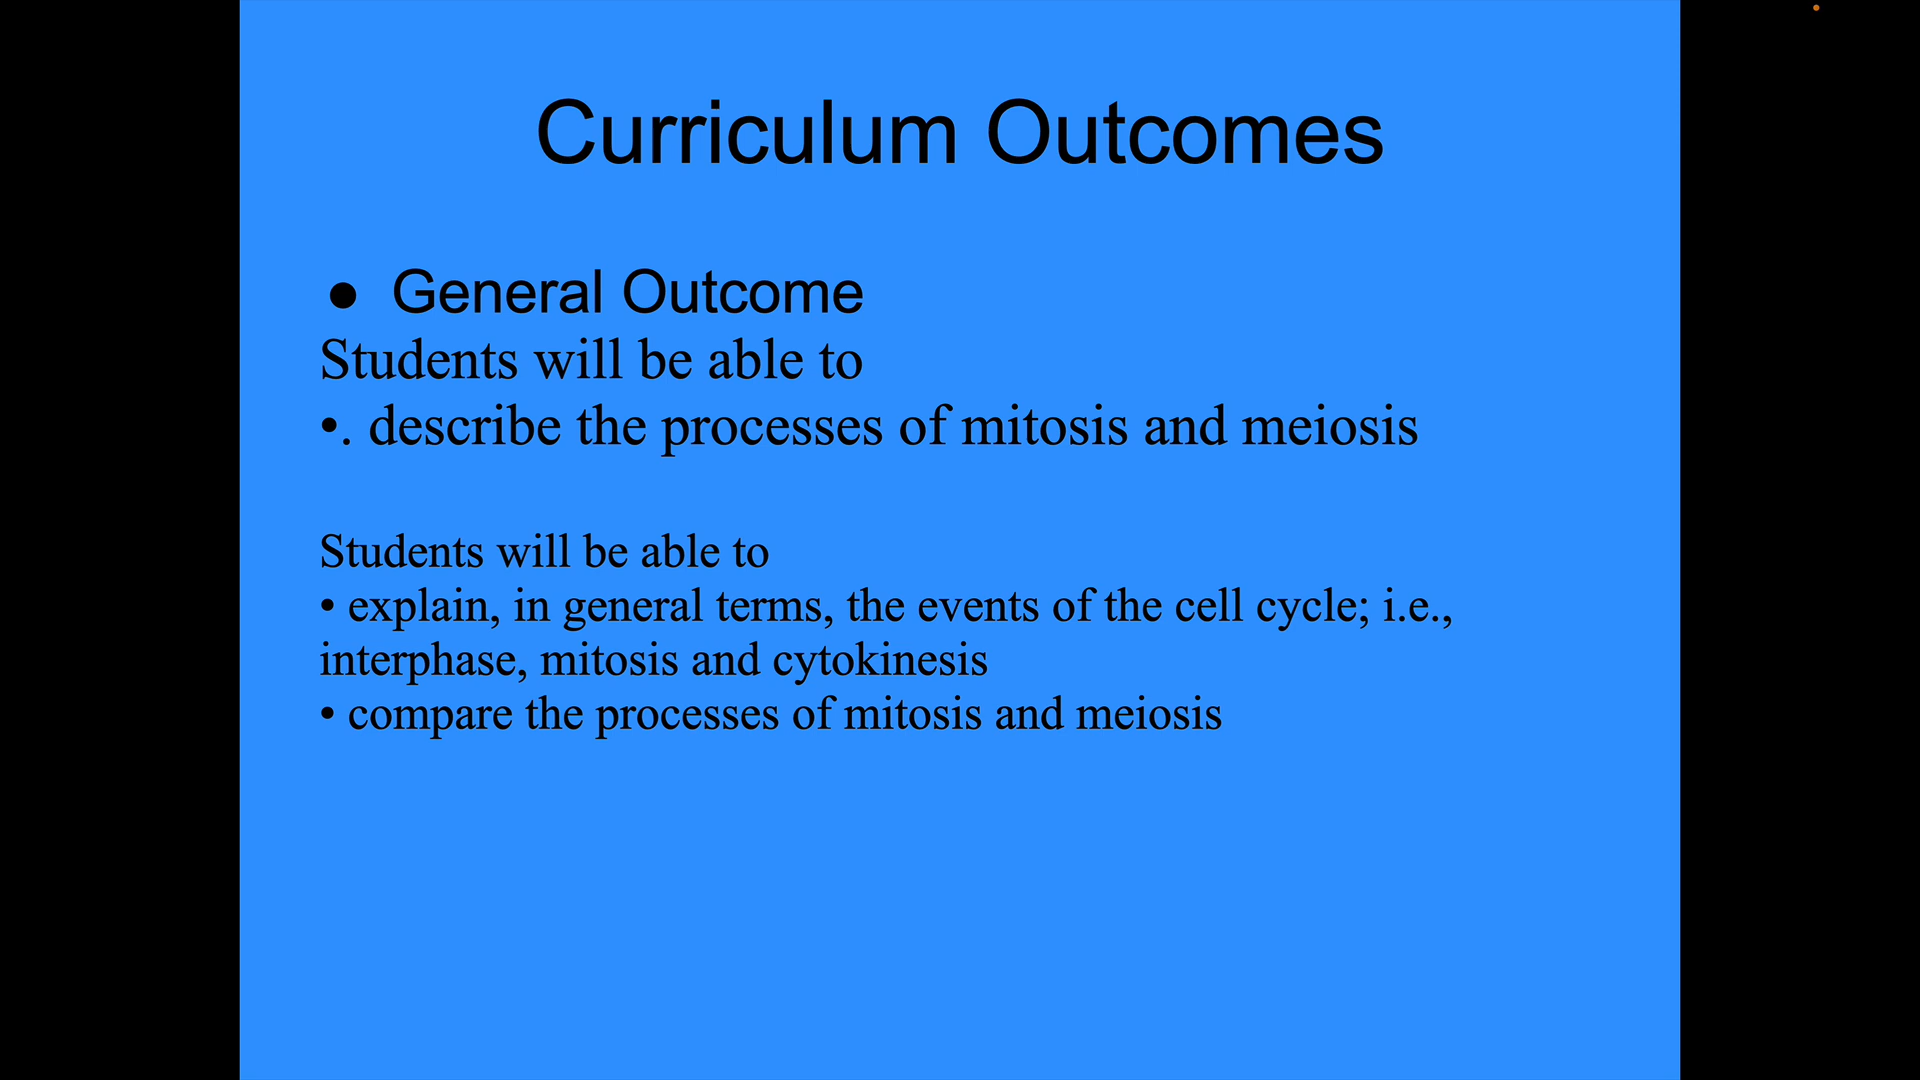 Curriculum Outcomes
● General Outcome
Students will be able to
•. describe the processes of mitosis and meiosis
Students will be able to
• explain, in general terms, the events of the cell cycle; i.e.,
interphase, mitosis and cytokinesis
• compare the processes of mitosis and meiosis